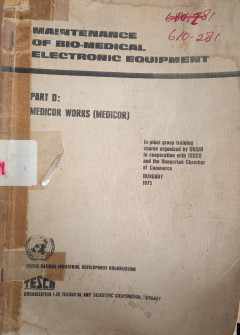 610-281
610-281
MAINTENANCE
OF BIO-MEDICAL
ELECTRONIC EQUIPMENT
PART D:
MEDICOR WORKS (MEDICOR)
In-plant group training
course organized by UNIDO
in cooperation with TESCO
and the Hungarian Chamber
of Commerce
HUNGARY
1975
UNITED NATIONS INDUSTRIAL DEVELOPMENT ORGANIZATION
TESCO
ORGANIZATION FOR TECHNICAL AND SCIENTIFIC COOPERATION, BUDAPEST